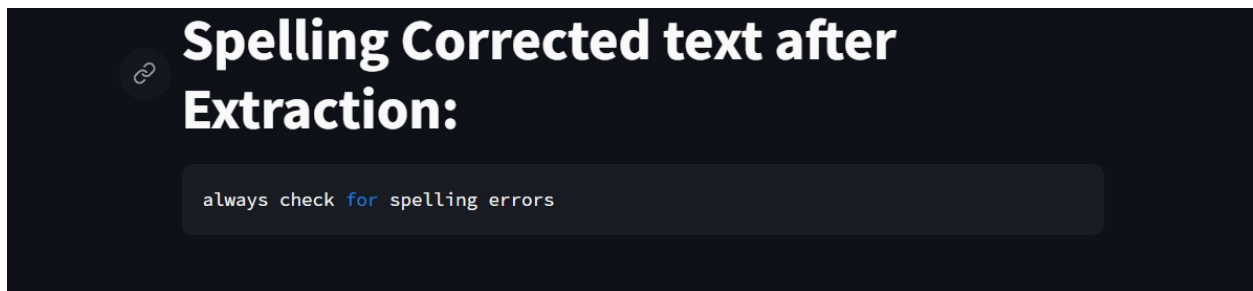 Spelling Corrected text after
Extraction:
always check for spelling errors